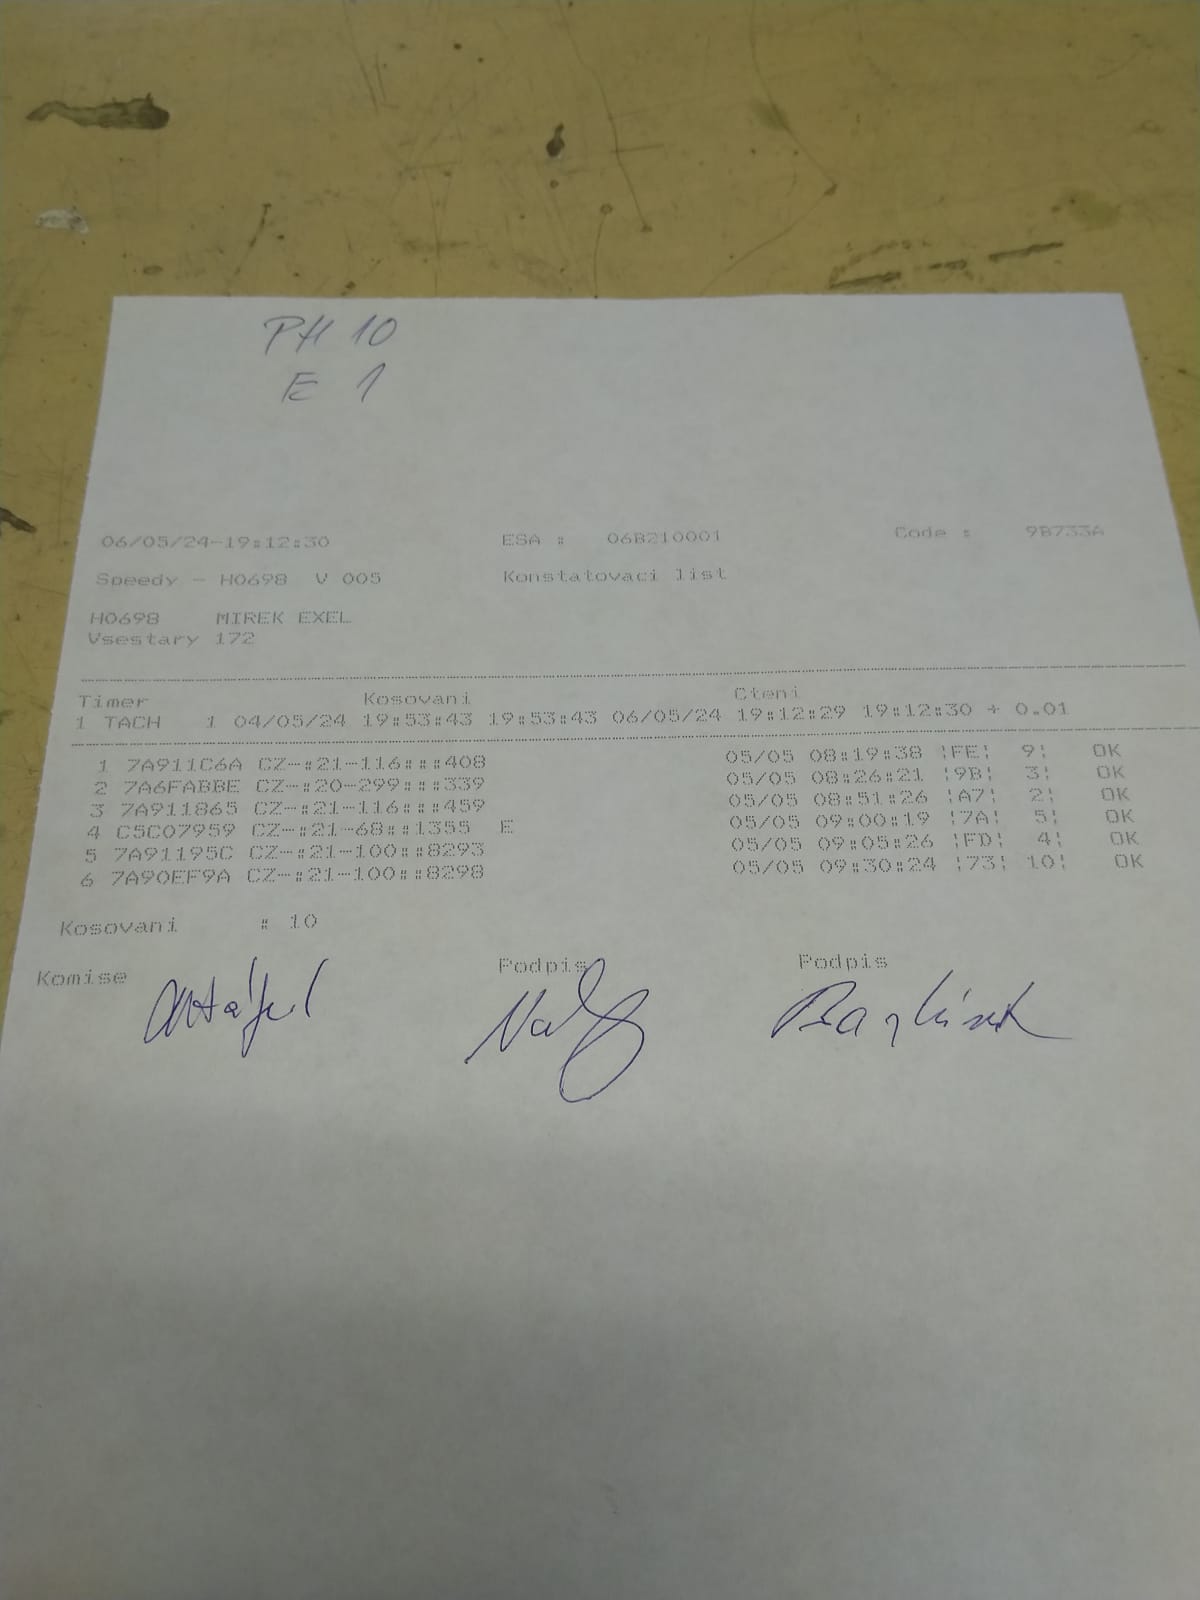 PH 10
E 1
06/05/24-19:12:30 ESA : 06B210001 Code : 9B733A
Speedy - H0698 V 005 Konstatovaci list
H0698 MIREK EXEL
Vsestary 172
Timer Kosovani Cteni
1 TACH 1 04/05/24 19:53:43 19:53:43 06/05/24 19:12:29 19:12:30 + 0.01
1 7A911C6A CZ-:21-116:::408 05/05 08:19:38 ¦FE¦ 9¦ OK
2 7A6FABBE CZ-:20-299:::339 05/05 08:26:21 ¦9B¦ 3¦ OK
3 7A911865 CZ-:21-116:::459 05/05 08:51:26 ¦A7¦ 2¦ OK
4 C5C07959 CZ-:21-68::1355 E 05/05 09:00:19 ¦7A¦ 5¦ OK
5 7A91195C CZ-:21-100::8293 05/05 09:05:26 ¦FD¦ 4¦ OK
6 7A90EF9A CZ-:21-100::8298 05/05 09:30:24 ¦73¦ 10¦ OK
Kosovani : 10
Komise Podpis Podpis